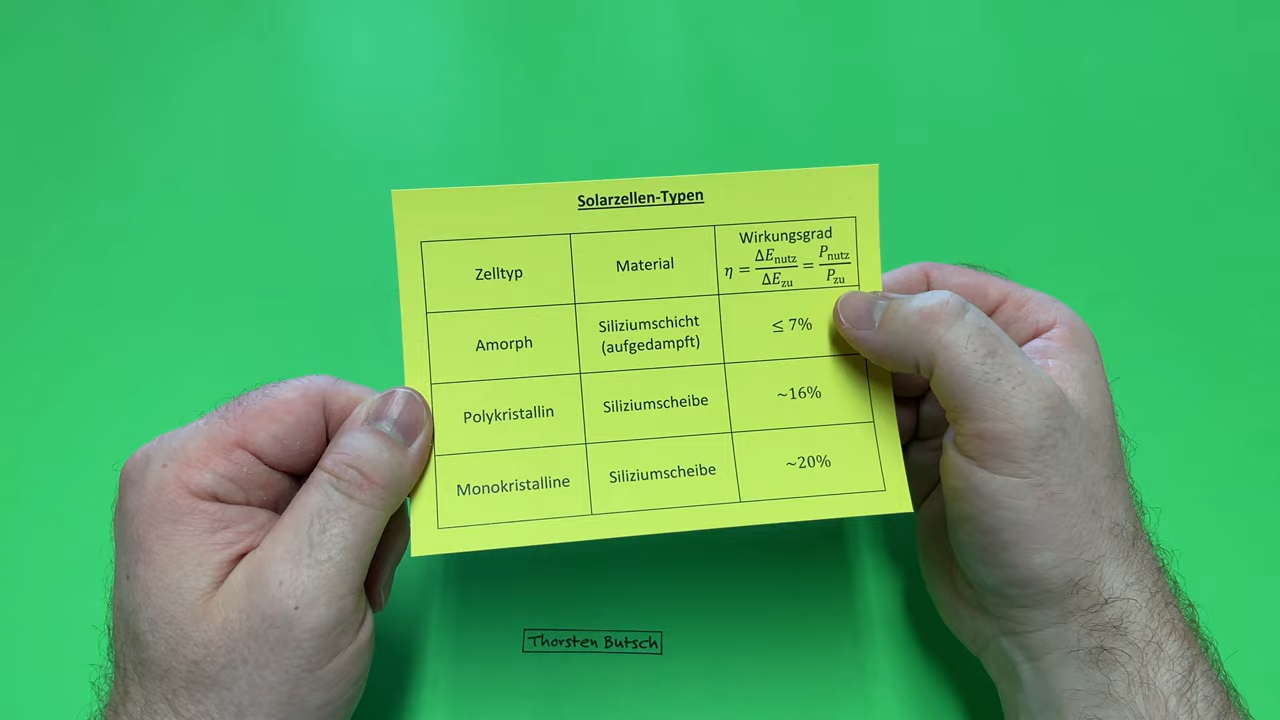 Solarzellen-Typen
Zelltyp
Material
Wirkungsgrad
η = ΔE_nutz/ΔE_zu = P_nutz/P_zu
Amorph
Siliziumschicht
(aufgedampft)
≤ 7%
Polykristallin
Siliziumscheibe
~16%
Monokristalline
Siliziumscheibe
~20%
Thorsten Butsch